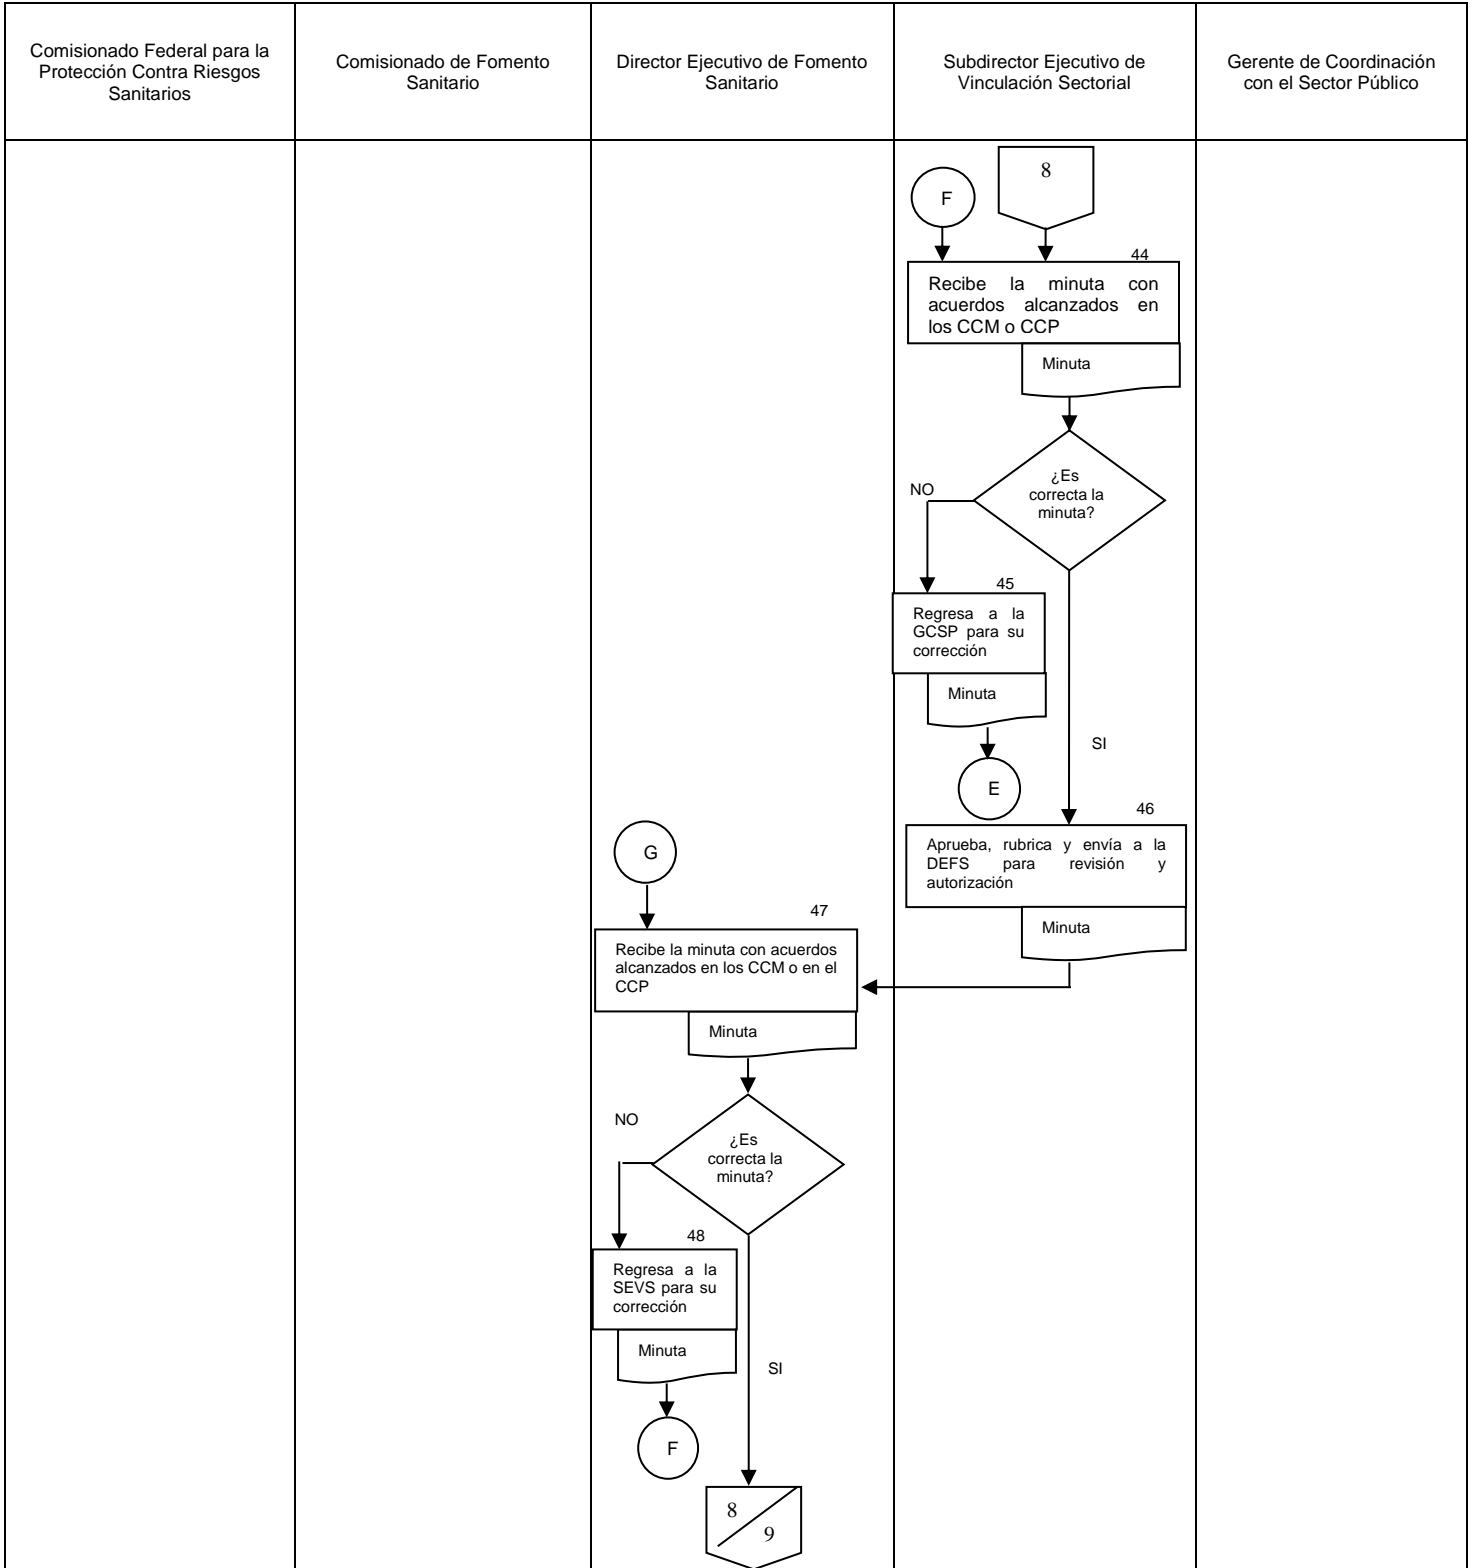 Comisionado Federal para la
Protección Contra Riesgos
Sanitarios
Comisionado de Fomento
Sanitario
Director Ejecutivo de Fomento
Sanitario
Subdirector Ejecutivo de
Vinculación Sectorial
Gerente de Coordinación
con el Sector Público
F
8
44
Recibe la minuta con
acuerdos alcanzados en
los CCM o CCP
Minuta
¿Es
correcta la
minuta?
NO
45
Regresa a la
GCSP para su
corrección
Minuta
E
SI
46
Aprueba, rubrica y envía a la
DEFS para revisión y
autorización
Minuta
G
47
Recibe la minuta con acuerdos
alcanzados en los CCM o en el
CCP
Minuta
¿Es
correcta la
minuta?
NO
48
Regresa a la
SEVS para su
corrección
Minuta
F
SI
8
9